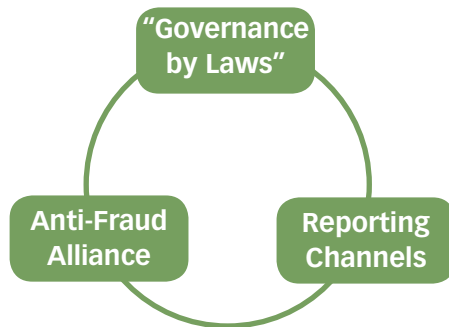 “Governance
by Laws”
Anti-Fraud
Alliance
Reporting
Channels